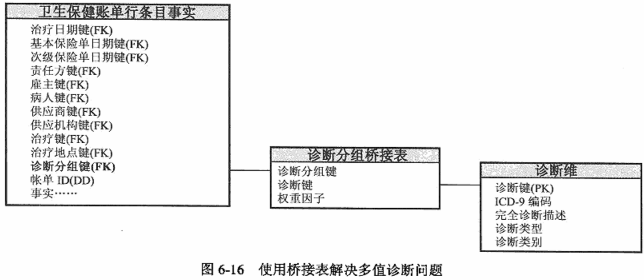 卫生保健账单行条目事实
治疗日期键(FK)
基本保险单日期键(FK)
次级保险单日期键(FK)
责任方键(FK)
雇主键(FK)
病人键(FK)
供应商键(FK)
供应机构键(FK)
治疗键(FK)
治疗地点键(FK)
诊断分组键(FK)
帐单 ID(DD)
事实……
诊断分组桥接表
诊断分组键
诊断键
权重因子
诊断维
诊断键(PK)
ICD-9 编码
完全诊断描述
诊断类型
诊断类别
图 6-16 使用桥接表解决多值诊断问题